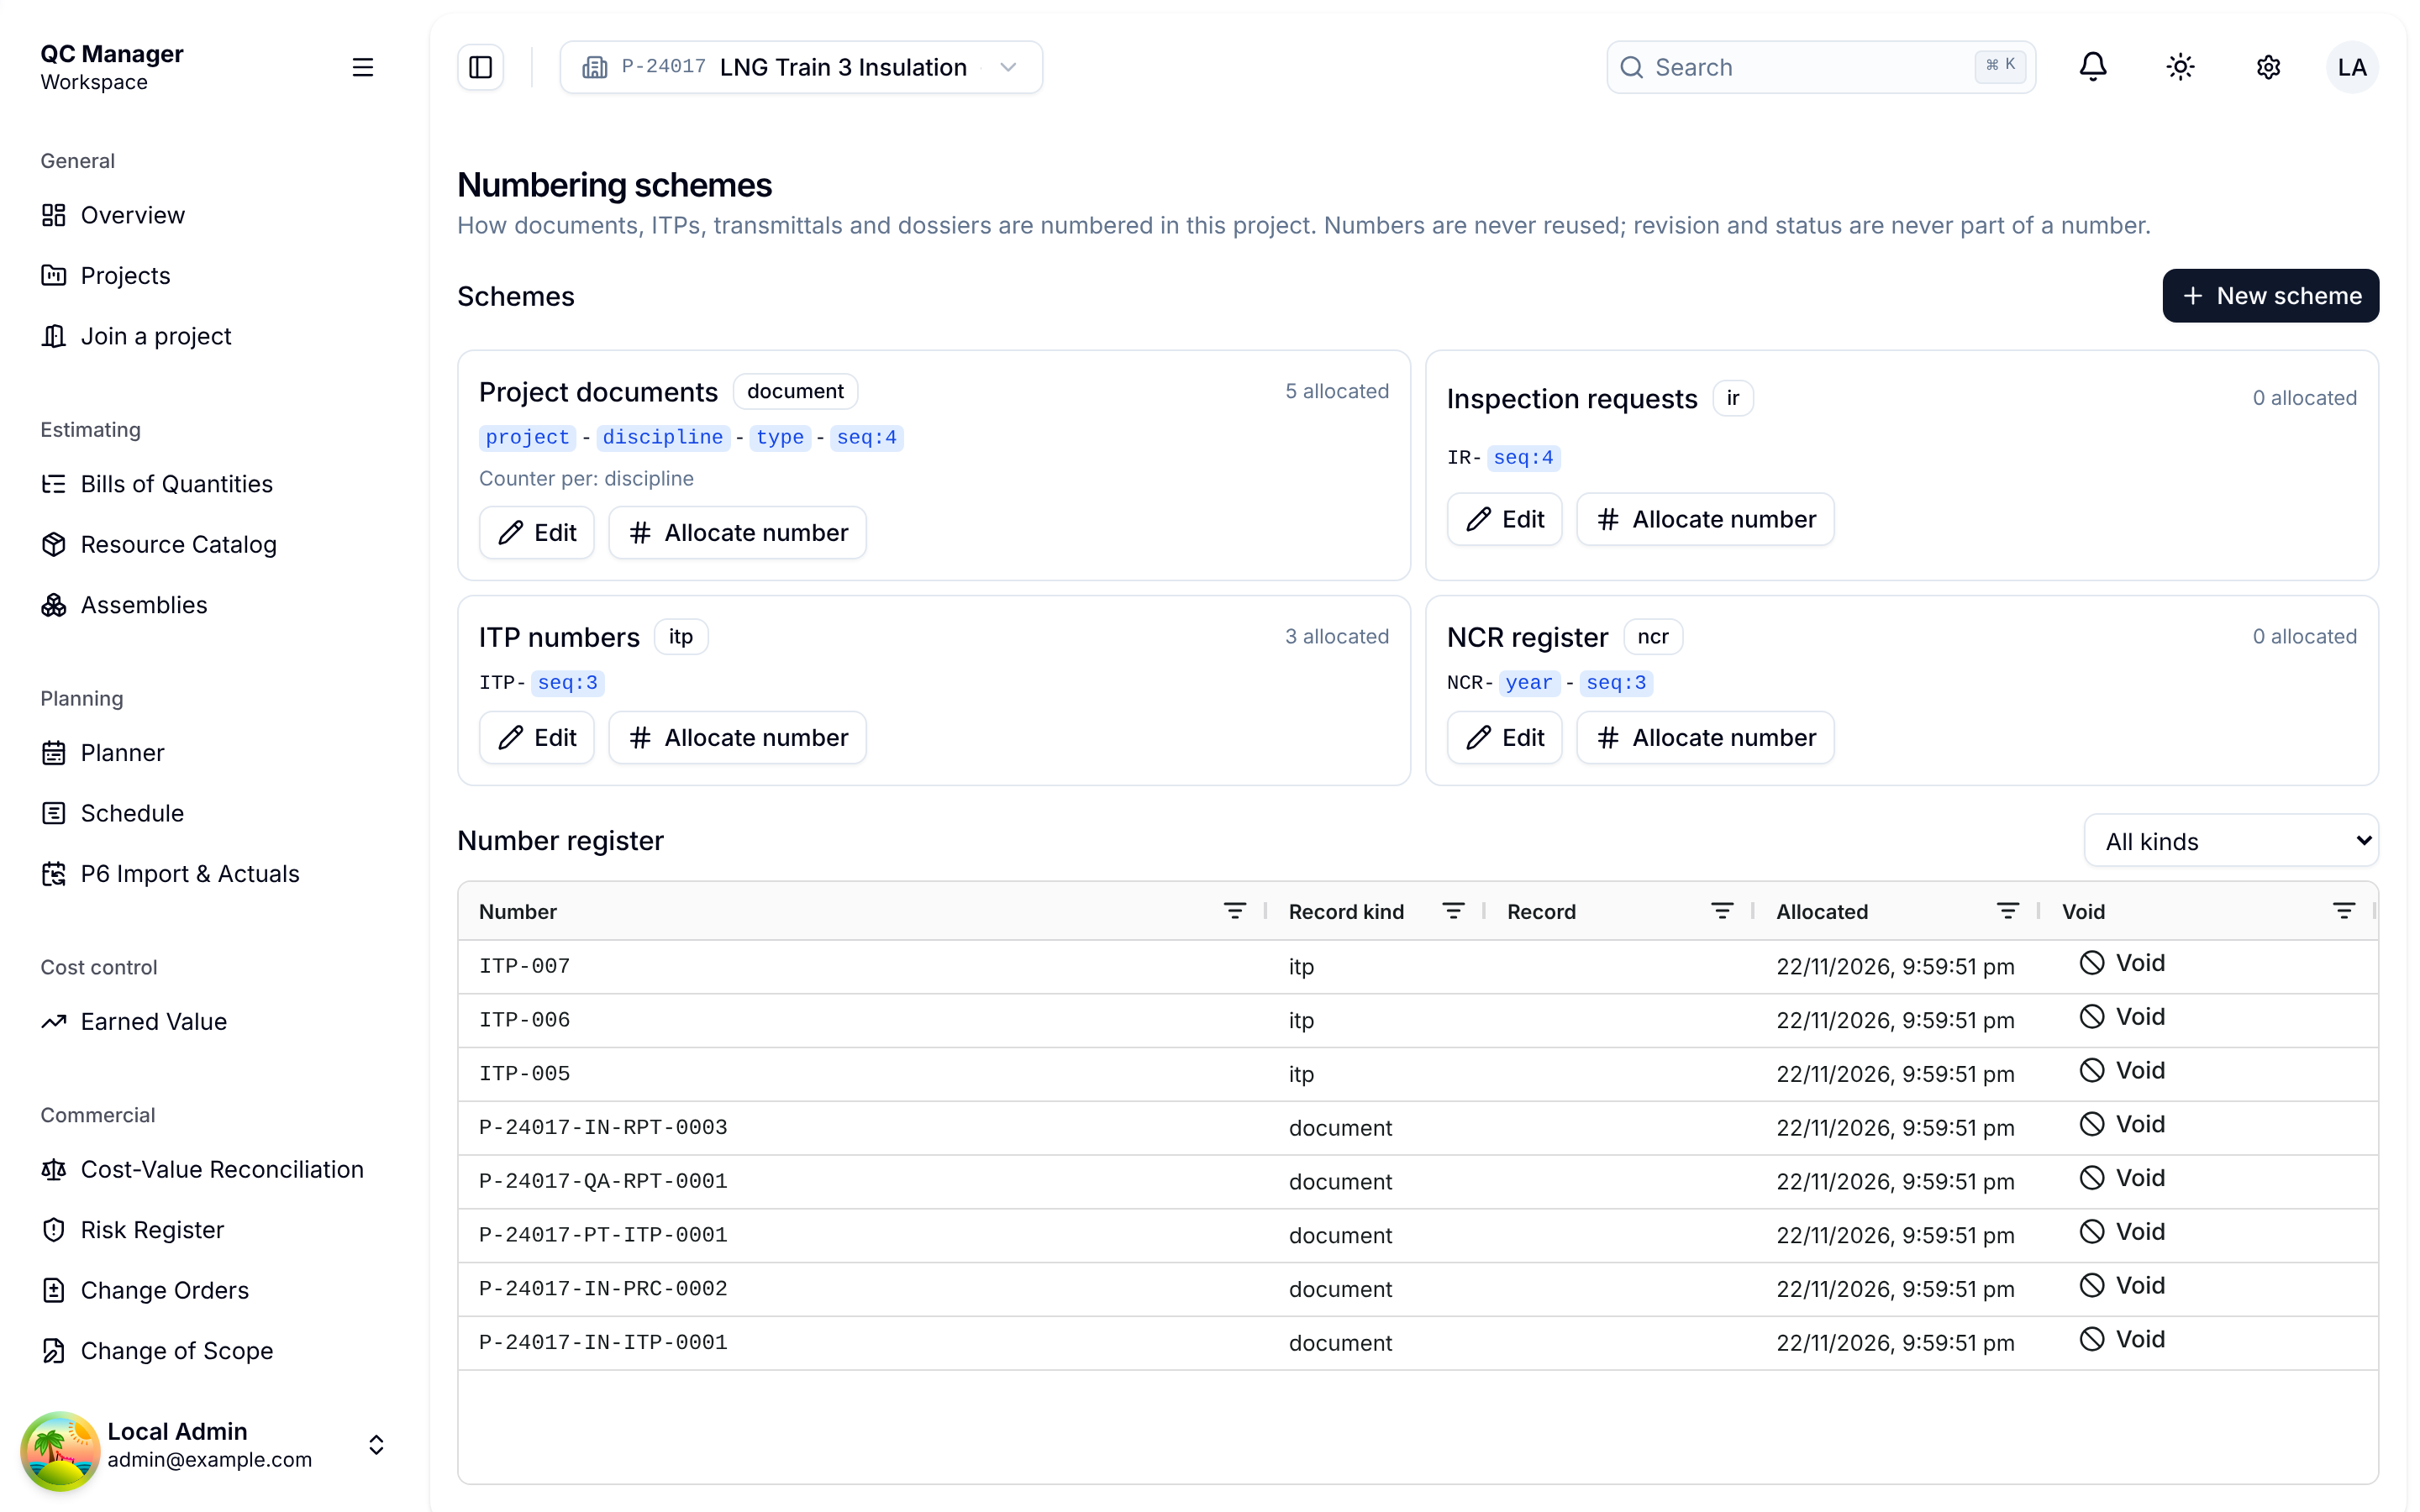 QC Manager
Workspace
General
Overview
Projects
Join a project
Estimating
Bills of Quantities
Resource Catalog
Assemblies
Planning
Planner
Schedule
P6 Import & Actuals
Cost control
Earned Value
Commercial
Cost-Value Reconciliation
Risk Register
Change Orders
Change of Scope
Local Admin
admin@example.com
P-24017 LNG Train 3 Insulation
Search ⌘ K
LA
Numbering schemes
How documents, ITPs, transmittals and dossiers are numbered in this project. Numbers are never reused; revision and status are never part of a number.
Schemes
+ New scheme
Project documents document 5 allocated
project - discipline - type - seq:4
Counter per: discipline
Edit # Allocate number
Inspection requests ir 0 allocated
IR- seq:4
Edit # Allocate number
ITP numbers itp 3 allocated
ITP- seq:3
Edit # Allocate number
NCR register ncr 0 allocated
NCR- year - seq:3
Edit # Allocate number
Number register
All kinds
Number Record kind Record Allocated Void
ITP-007 itp 22/11/2026, 9:59:51 pm Void
ITP-006 itp 22/11/2026, 9:59:51 pm Void
ITP-005 itp 22/11/2026, 9:59:51 pm Void
P-24017-IN-RPT-0003 document 22/11/2026, 9:59:51 pm Void
P-24017-QA-RPT-0001 document 22/11/2026, 9:59:51 pm Void
P-24017-PT-ITP-0001 document 22/11/2026, 9:59:51 pm Void
P-24017-IN-PRC-0002 document 22/11/2026, 9:59:51 pm Void
P-24017-IN-ITP-0001 document 22/11/2026, 9:59:51 pm Void